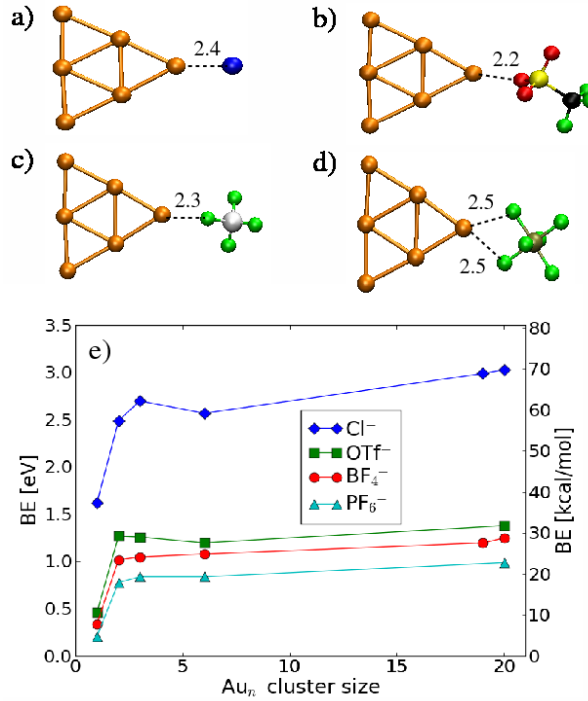 a)
2.4
b)
2.2
c)
2.3
d)
2.5
2.5
e)
3.5
3.0
2.5
2.0
1.5
1.0
0.5
0.0
BE [eV]
80
70
60
50
40
30
20
10
0
BE [kcal/mol]
Cl⁻
OTf⁻
BF₄⁻
PF₆⁻
0 5 10 15 20
Auₙ cluster size